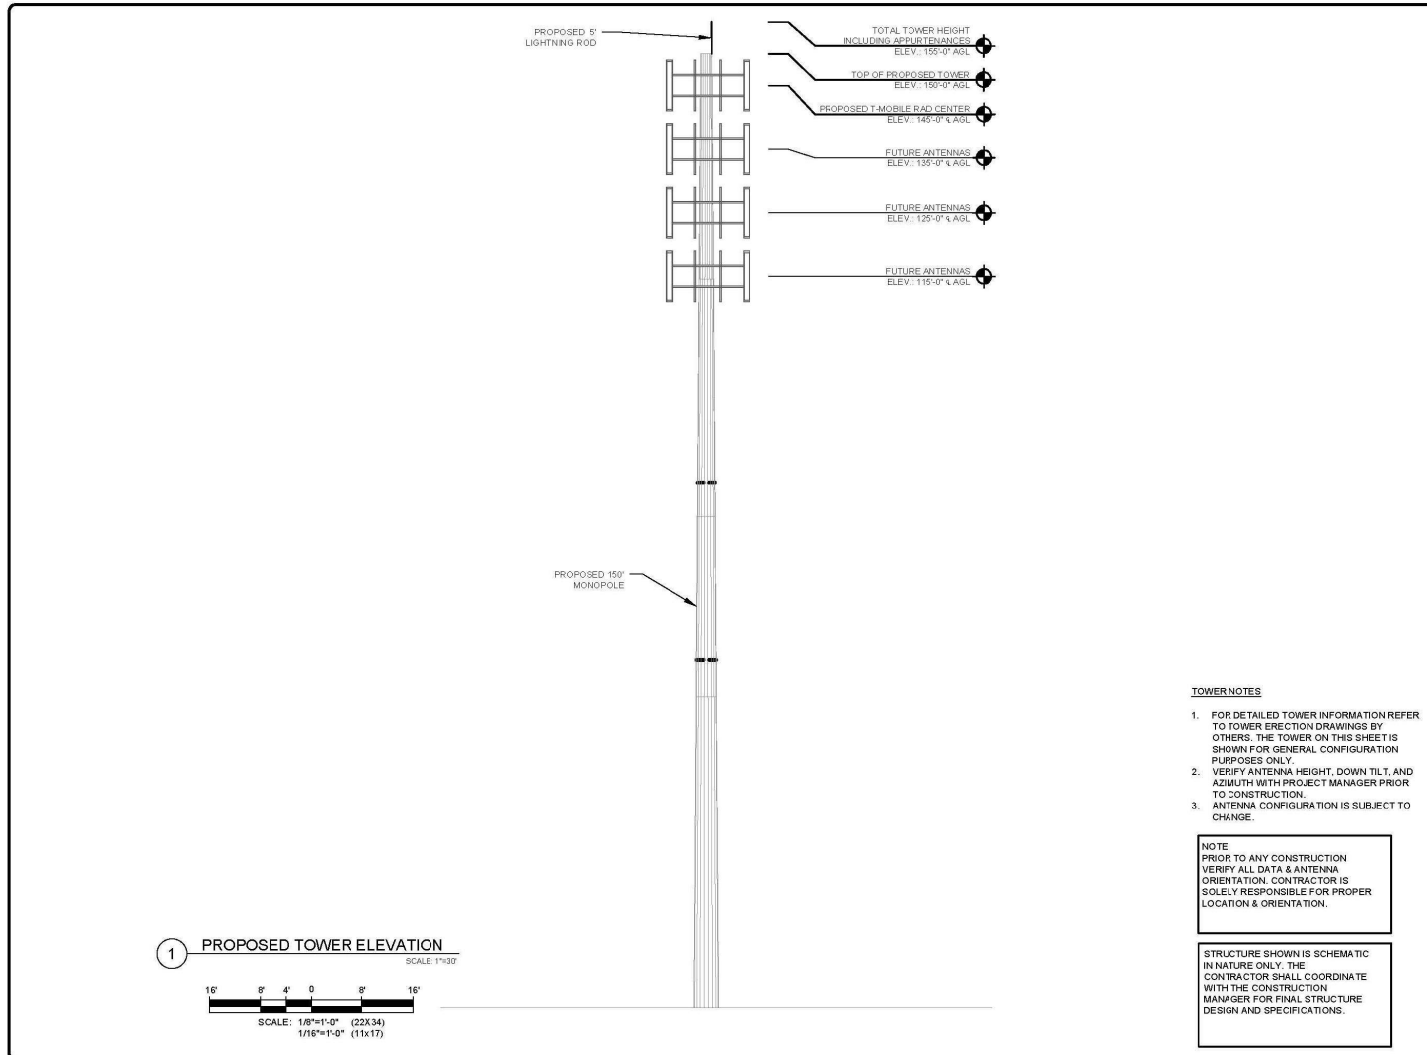 PROPOSED 5'
LIGHTNING ROD
TOTAL TOWER HEIGHT
INCLUDING APPURTENANCES
ELEV.: 155'-0" AGL
TOP OF PROPOSED TOWER
ELEV.: 150'-0" AGL
PROPOSED T-MOBILE RAD CENTER
ELEV.: 145'-0" ℄ AGL
FUTURE ANTENNAS
ELEV.: 135'-0" ℄ AGL
FUTURE ANTENNAS
ELEV.: 125'-0" ℄ AGL
FUTURE ANTENNAS
ELEV.: 115'-0" ℄ AGL
PROPOSED 150'
MONOPOLE
TOWER NOTES
1. FOR DETAILED TOWER INFORMATION REFER
TO TOWER ERECTION DRAWINGS BY
OTHERS. THE TOWER ON THIS SHEET IS
SHOWN FOR GENERAL CONFIGURATION
PURPOSES ONLY.
2. VERIFY ANTENNA HEIGHT, DOWN TILT, AND
AZIMUTH WITH PROJECT MANAGER PRIOR
TO CONSTRUCTION.
3. ANTENNA CONFIGURATION IS SUBJECT TO
CHANGE.
NOTE
PRIOR TO ANY CONSTRUCTION
VERIFY ALL DATA & ANTENNA
ORIENTATION. CONTRACTOR IS
SOLELY RESPONSIBLE FOR PROPER
LOCATION & ORIENTATION.
STRUCTURE SHOWN IS SCHEMATIC
IN NATURE ONLY. THE
CONTRACTOR SHALL COORDINATE
WITH THE CONSTRUCTION
MANAGER FOR FINAL STRUCTURE
DESIGN AND SPECIFICATIONS.
1 PROPOSED TOWER ELEVATION
SCALE: 1"=30'
16' 8' 4' 0 8' 16'
SCALE: 1/8"=1'-0" (22X34)
1/16"=1'-0" (11x17)